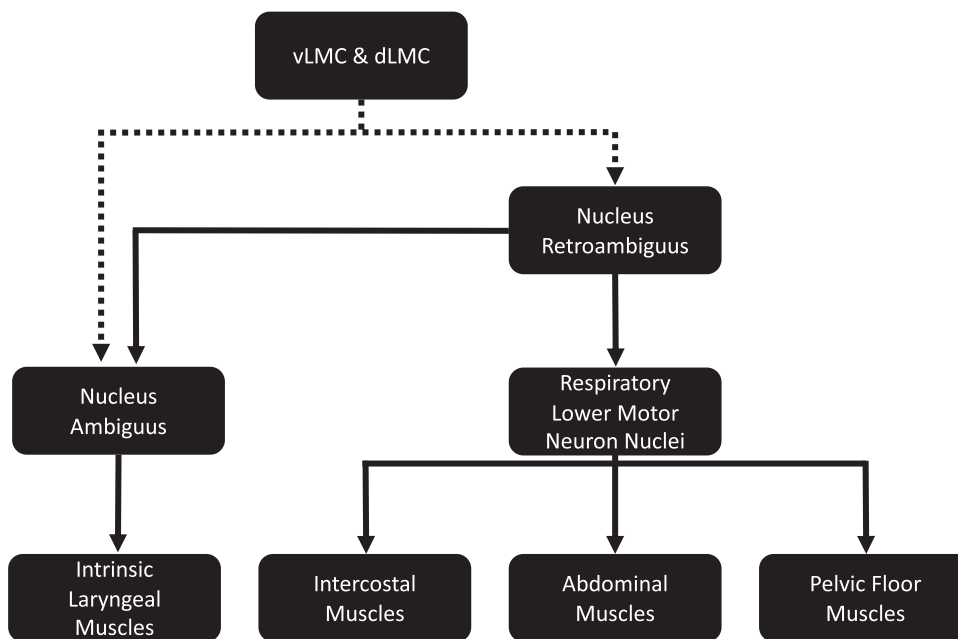 vLMC & dLMC
Nucleus
Retroambiguus
Nucleus
Ambiguus
Respiratory
Lower Motor
Neuron Nuclei
Intrinsic
Laryngeal
Muscles
Intercostal
Muscles
Abdominal
Muscles
Pelvic Floor
Muscles